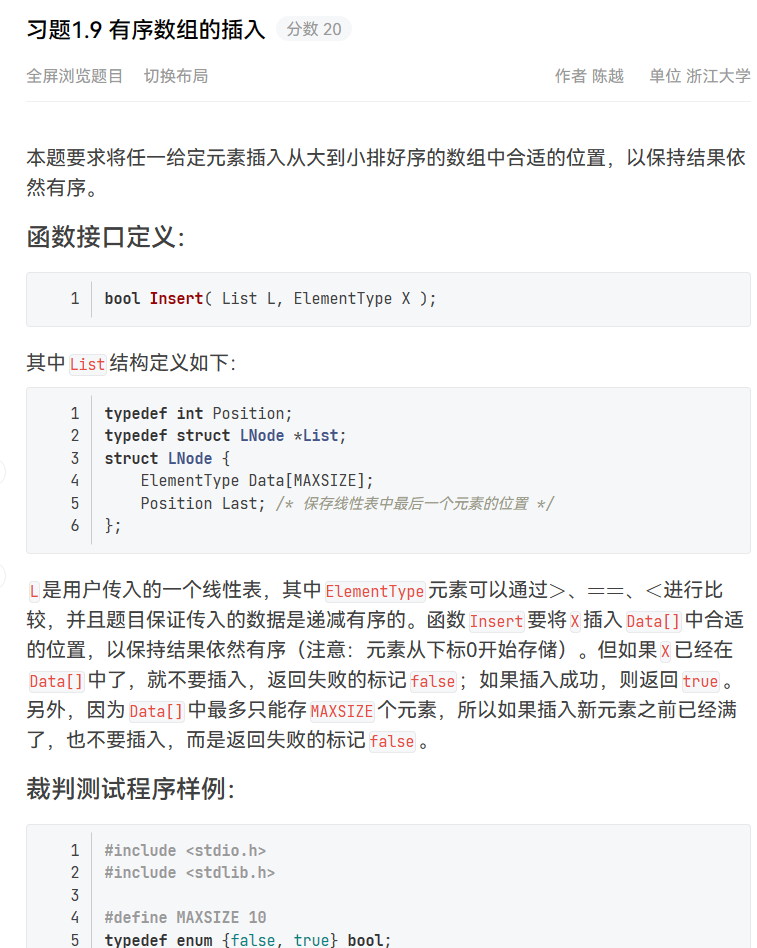 习题1.9 有序数组的插入 分数 20
全屏浏览题目 切换布局 作者 陈越 单位 浙江大学
本题要求将任一给定元素插入从大到小排好序的数组中合适的位置，以保持结果依
然有序。
函数接口定义：
1 bool Insert( List L, ElementType X );
其中List结构定义如下：
1 typedef int Position;
2 typedef struct LNode *List;
3 struct LNode {
4     ElementType Data[MAXSIZE];
5     Position Last; /* 保存线性表中最后一个元素的位置 */
6 };
L是用户传入的一个线性表，其中ElementType元素可以通过>、==、<进行比
较，并且题目保证传入的数据是递减有序的。函数Insert要将X插入Data[]中合适
的位置，以保持结果依然有序（注意：元素从下标0开始存储）。但如果X已经在
Data[]中了，就不要插入，返回失败的标记false；如果插入成功，则返回true。
另外，因为Data[]中最多只能存MAXSIZE个元素，所以如果插入新元素之前已经满
了，也不要插入，而是返回失败的标记false。
裁判测试程序样例：
1 #include <stdio.h>
2 #include <stdlib.h>
3
4 #define MAXSIZE 10
5 typedef enum {false, true} bool;